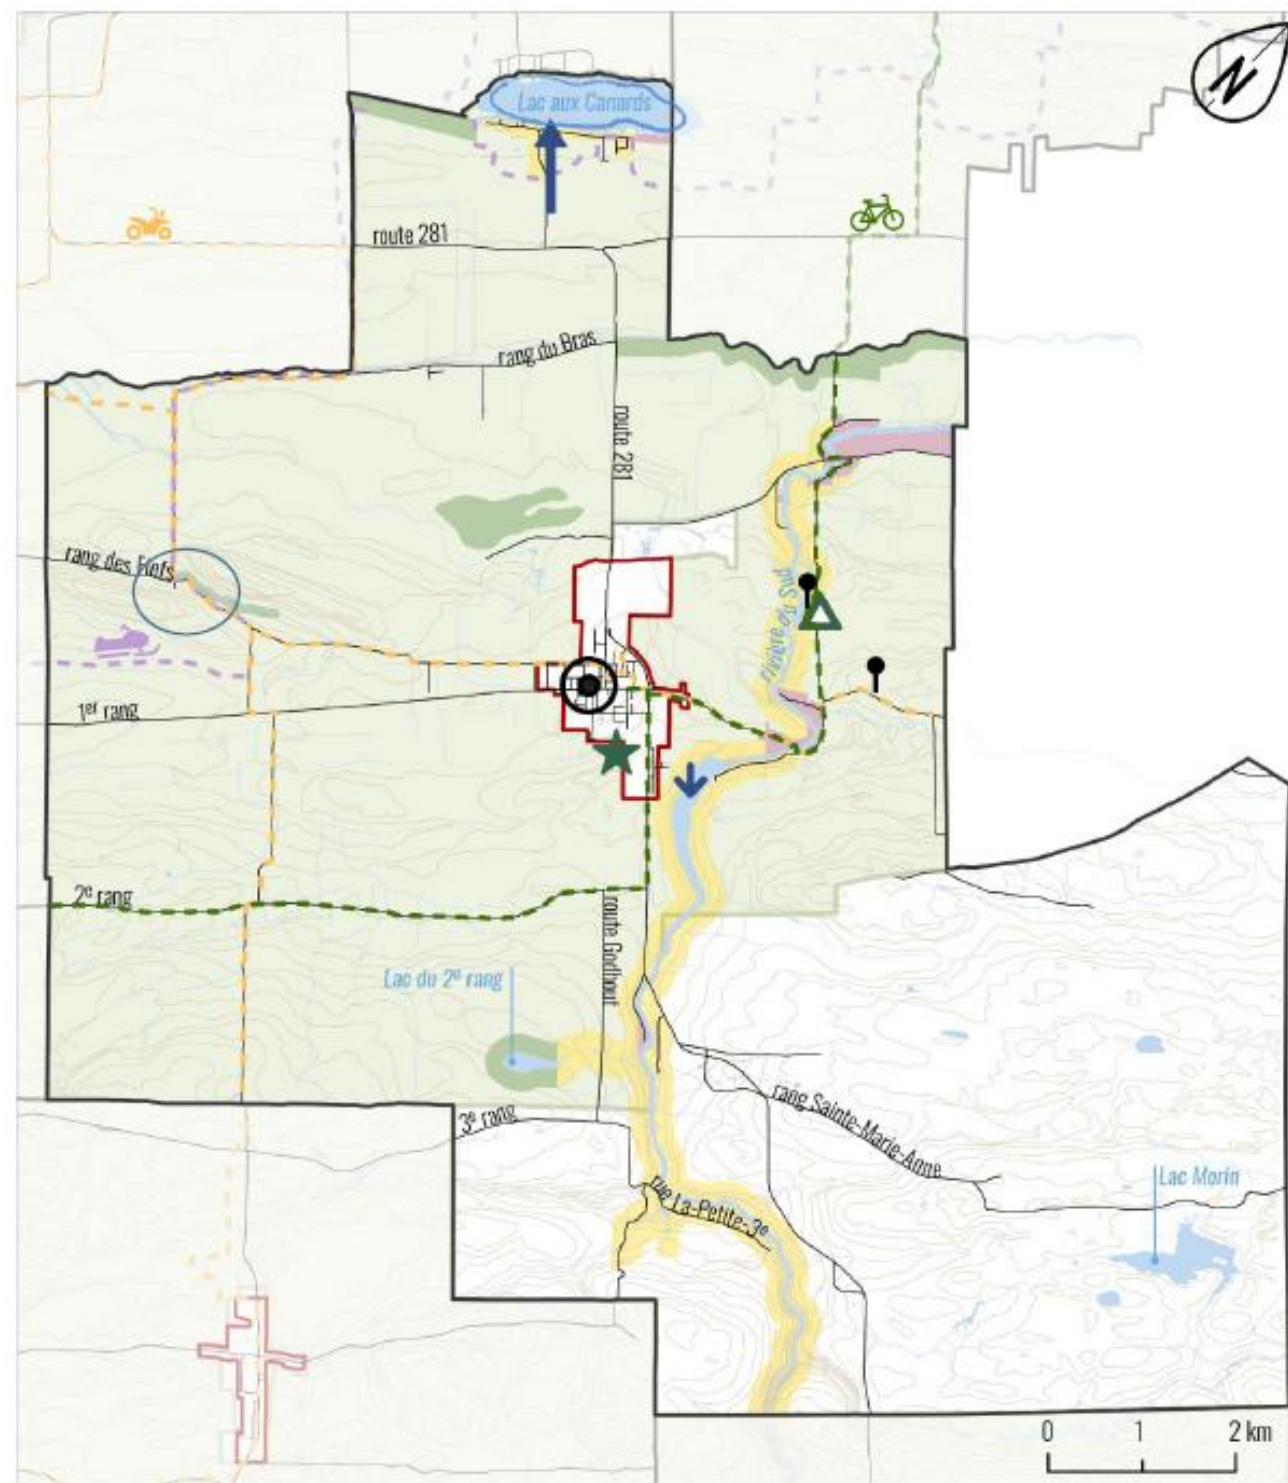 N
Lac aux Canards
route 281
rang du Bras
route 281
rang des Fiefs
rivière du Sud
1er rang
2e rang
route Godbout
Lac du 2e rang
3e rang
rang Sainte-Marie-Anne
rue La-Petite-3e
Lac Morin
0 1 2 km